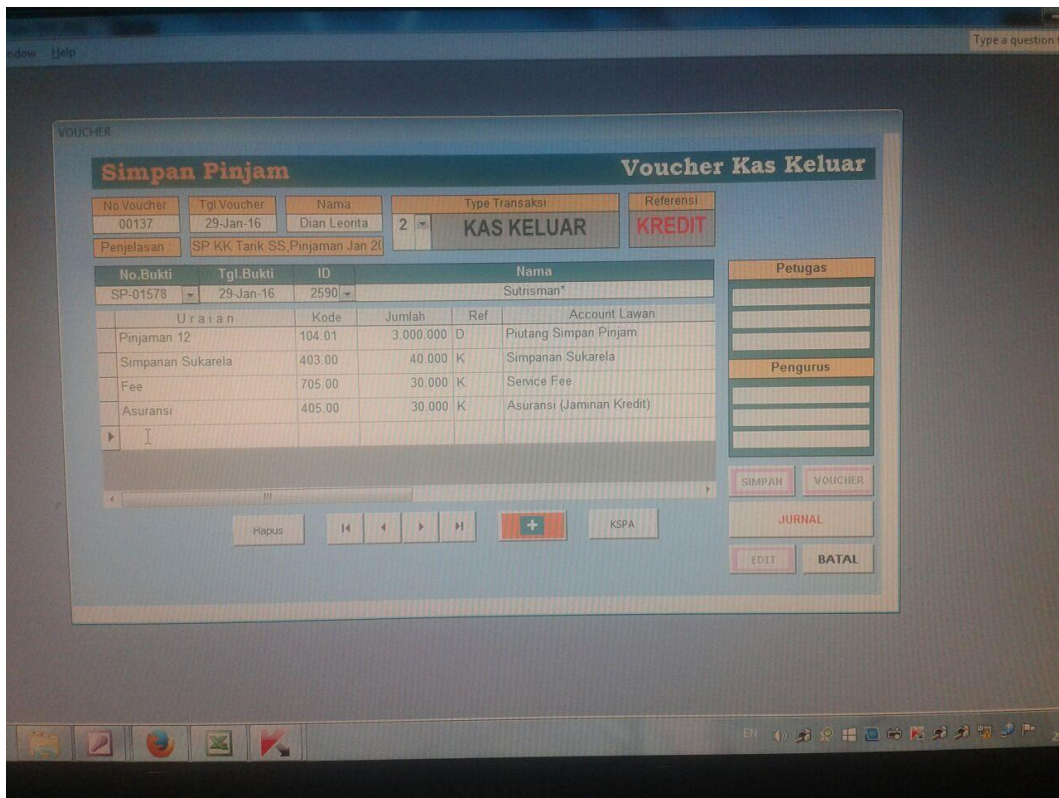 Help
Type a question
VOUCHER
Simpan Pinjam Voucher Kas Keluar
No.Voucher Tgl.Voucher Nama Type Transaksi Referensi
00137 29-Jan-16 Dian Leorita 2 KAS KELUAR KREDIT
Penjelasan : SP KK Tarik SS,Pinjaman Jan 20
No.Bukti Tgl.Bukti ID Nama Petugas
SP-01578 29-Jan-16 2590 Sutrisman*
Uraian Kode Jumlah Ref Account Lawan
Pinjaman 12 104.01 3.000.000 D Piutang Simpan Pinjam
Simpanan Sukarela 403.00 40.000 K Simpanan Sukarela
Pengurus
Fee 705.00 30.000 K Service Fee
Asuransi 405.00 30.000 K Asuransi (Jaminan Kredit)
SIMPAN VOUCHER
Hapus KSPA JURNAL
EDIT BATAL
EN